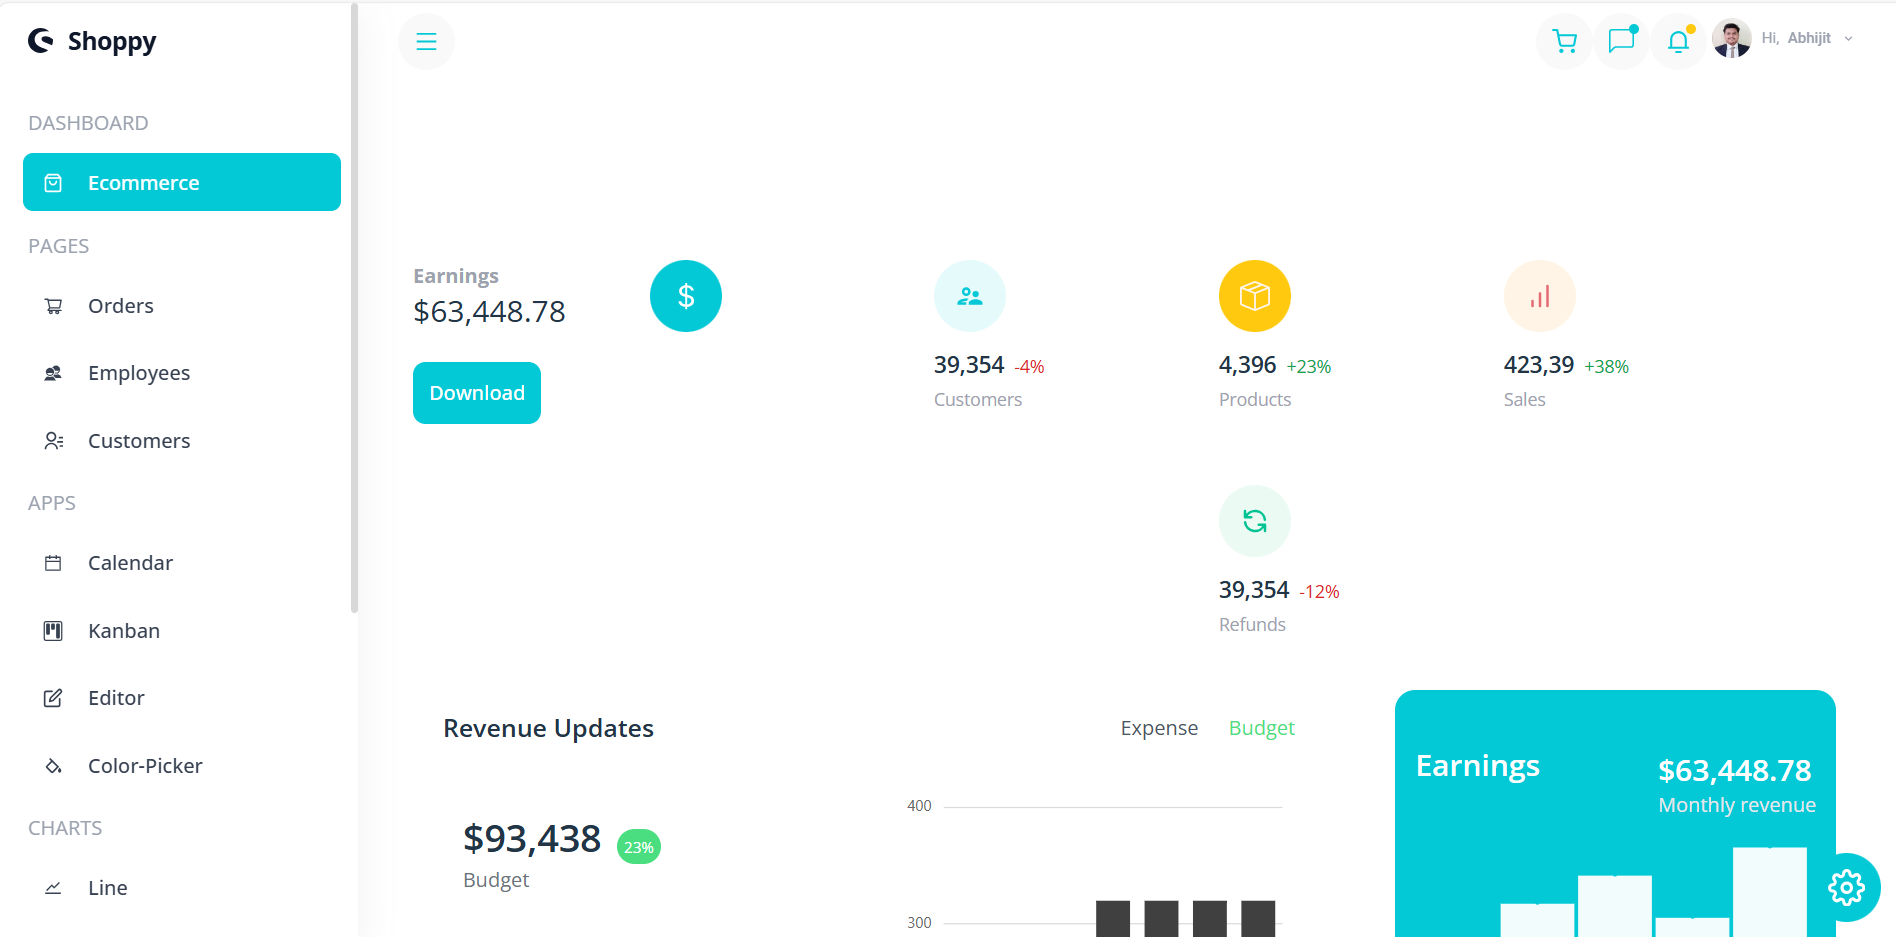 Shoppy
Hi, Abhijit
DASHBOARD
Ecommerce
PAGES
Orders
Employees
Customers
APPS
Calendar
Kanban
Editor
Color-Picker
CHARTS
Line
Earnings
$63,448.78
$
Download
39,354 -4%
Customers
4,396 +23%
Products
423,39 +38%
Sales
39,354 -12%
Refunds
Revenue Updates
Expense Budget
$93,438 23%
Budget
400
300
Earnings
$63,448.78
Monthly revenue